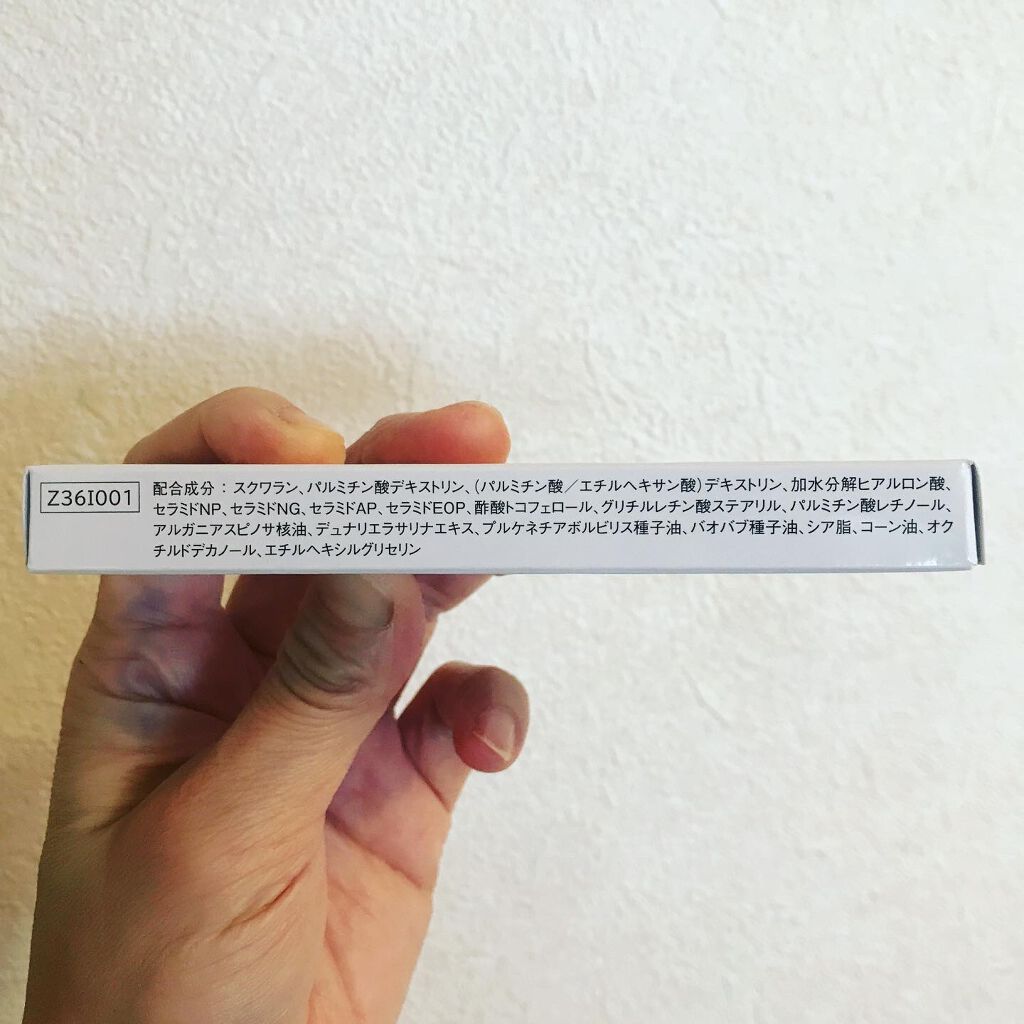 Z36I001
配合成分：スクワラン、パルミチン酸デキストリン、(パルミチン酸／エチルヘキサン酸)デキストリン、加水分解ヒアルロン酸、
セラミドNP、セラミドNG、セラミドAP、セラミドEOP、酢酸トコフェロール、グリチルレチン酸ステアリル、パルミチン酸レチノール、
アルガニアスピノサ核油、デュナリエラサリナエキス、プルケネチアボルビリス種子油、バオバブ種子油、シア脂、コーン油、オク
チルドデカノール、エチルヘキシルグリセリン